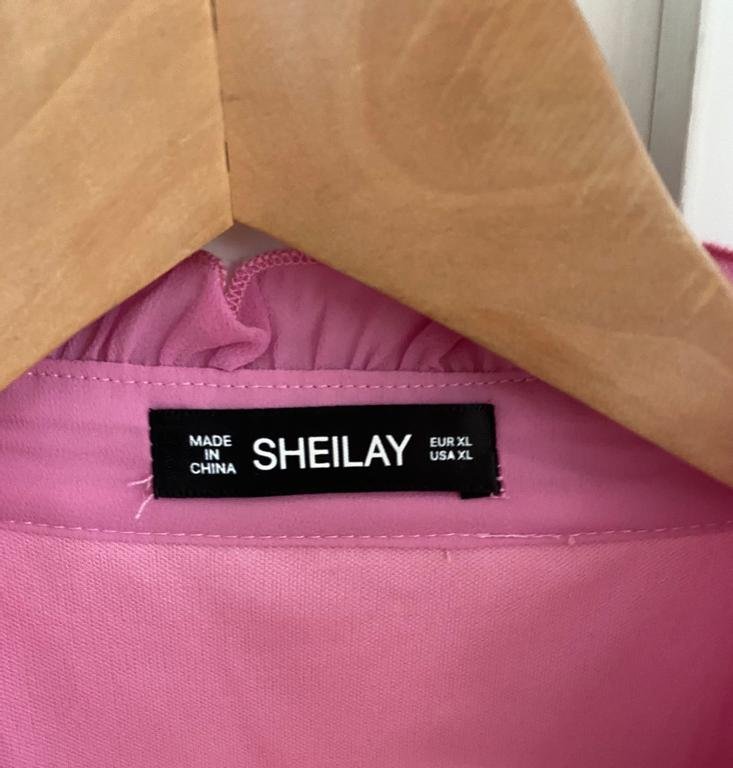 MADE
IN
CHINA
SHEILAY
EUR XL
USA XL